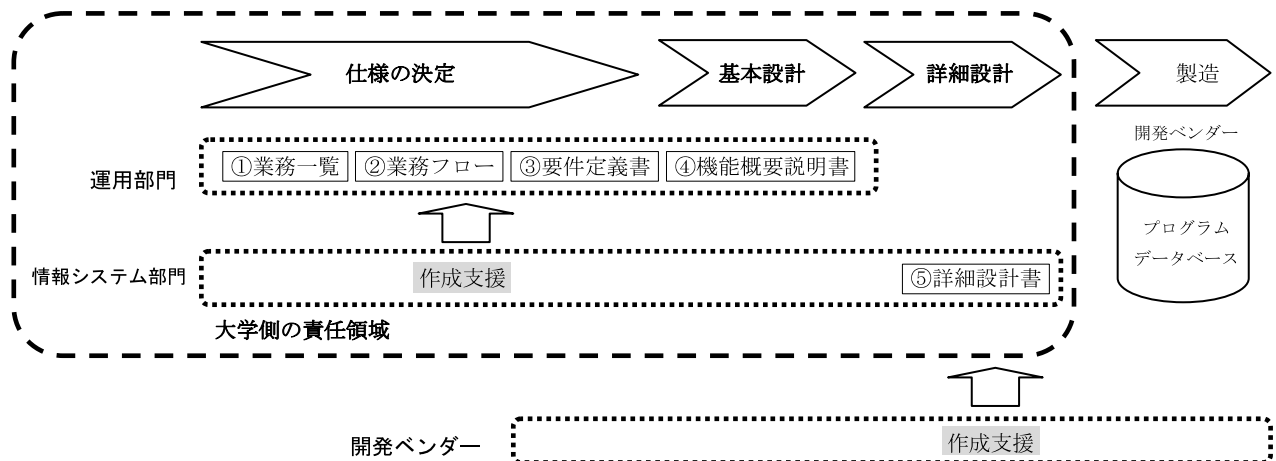 仕様の決定
基本設計
詳細設計
製造
開発ベンダー
運用部門
①業務一覧
②業務フロー
③要件定義書
④機能概要説明書
プログラム
データベース
情報システム部門
作成支援
⑤詳細設計書
大学側の責任領域
開発ベンダー
作成支援